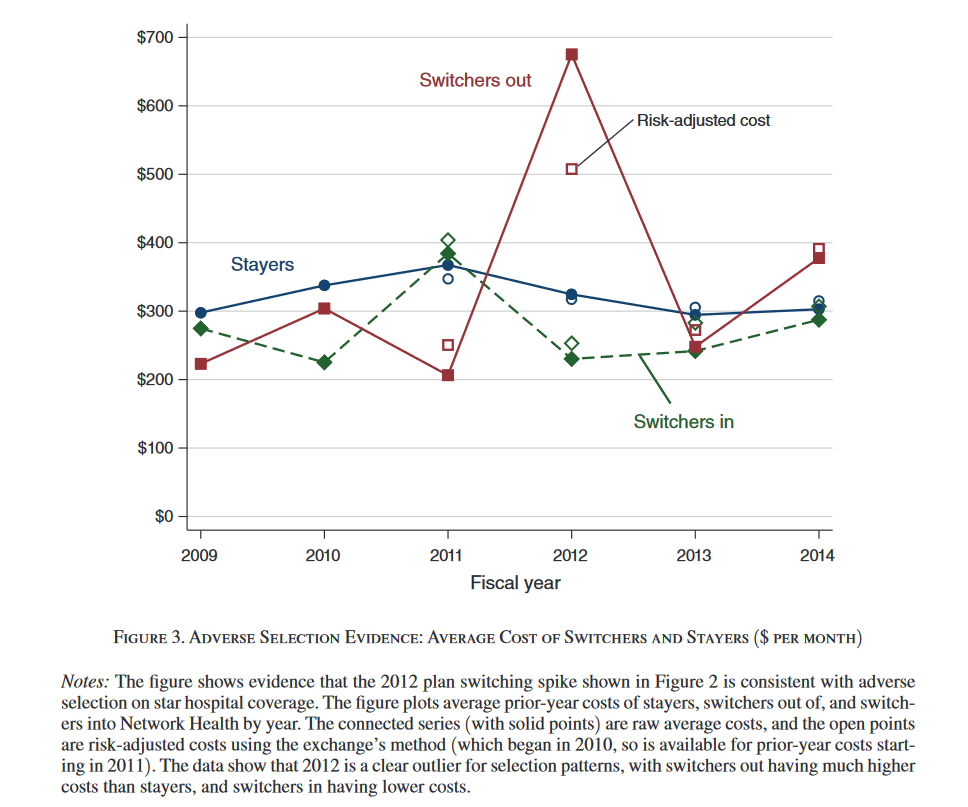 $700
Switchers out
$600
Risk-adjusted cost
$500
$400
Stayers
$300
$200
Switchers in
$100
$0
2009 2010 2011 2012 2013 2014
Fiscal year
Figure 3. Adverse Selection Evidence: Average Cost of Switchers and Stayers ($ per month)
Notes: The figure shows evidence that the 2012 plan switching spike shown in Figure 2 is consistent with adverse
selection on star hospital coverage. The figure plots average prior-year costs of stayers, switchers out of, and switch-
ers into Network Health by year. The connected series (with solid points) are raw average costs, and the open points
are risk-adjusted costs using the exchange’s method (which began in 2010, so is available for prior-year costs start-
ing in 2011). The data show that 2012 is a clear outlier for selection patterns, with switchers out having much higher
costs than stayers, and switchers in having lower costs.